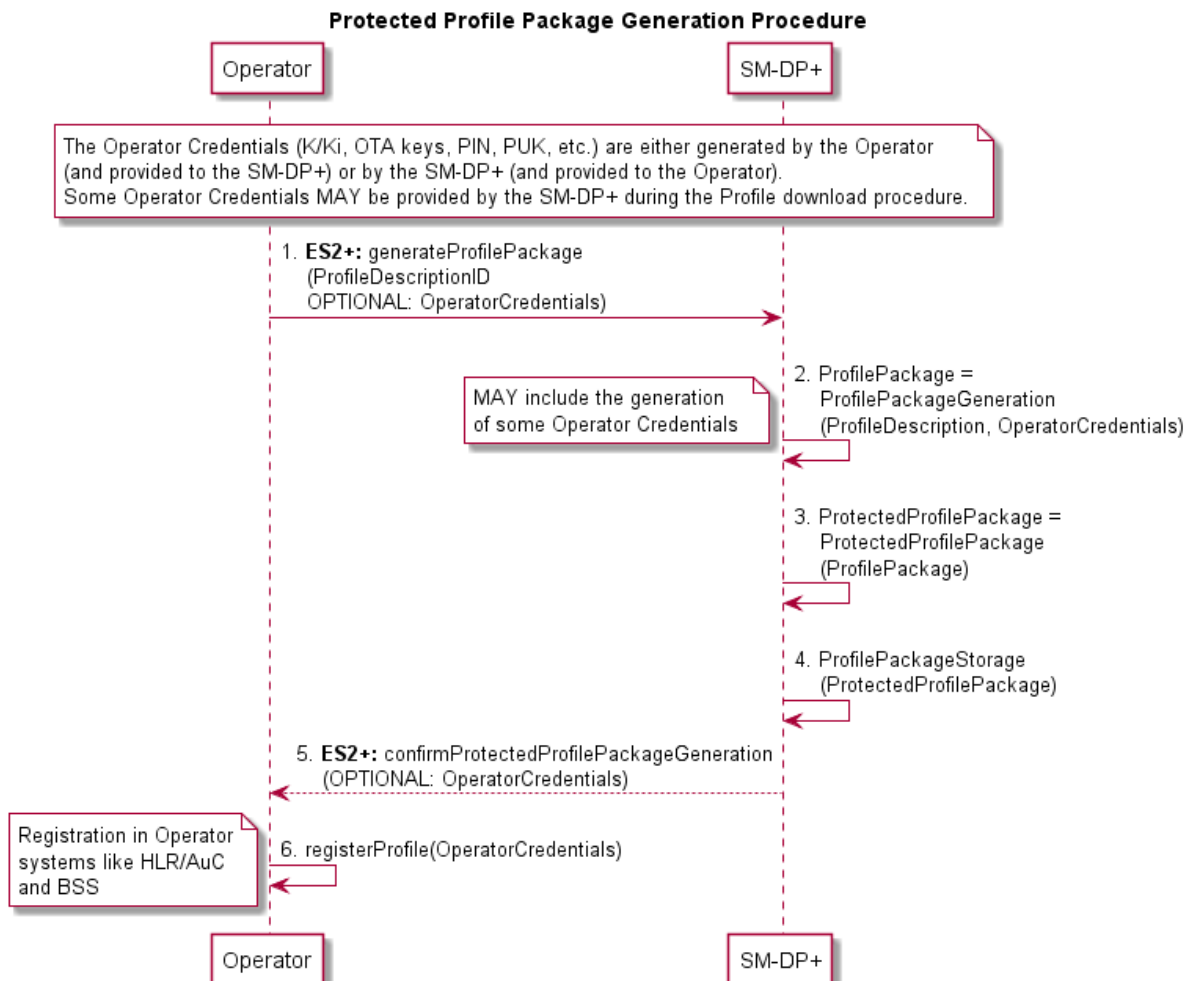 Protected Profile Package Generation Procedure
Operator
SM-DP+
The Operator Credentials (K/Ki, OTA keys, PIN, PUK, etc.) are either generated by the Operator
(and provided to the SM-DP+) or by the SM-DP+ (and provided to the Operator).
Some Operator Credentials MAY be provided by the SM-DP+ during the Profile download procedure.
1. ES2+: generateProfilePackage
(ProfileDescriptionID
OPTIONAL: OperatorCredentials)
MAY include the generation
of some Operator Credentials
2. ProfilePackage =
ProfilePackageGeneration
(ProfileDescription, OperatorCredentials)
3. ProtectedProfilePackage =
ProtectedProfilePackage
(ProfilePackage)
4. ProfilePackageStorage
(ProtectedProfilePackage)
5. ES2+: confirmProtectedProfilePackageGeneration
(OPTIONAL: OperatorCredentials)
Registration in Operator
systems like HLR/AuC
and BSS
6. registerProfile(OperatorCredentials)
Operator
SM-DP+